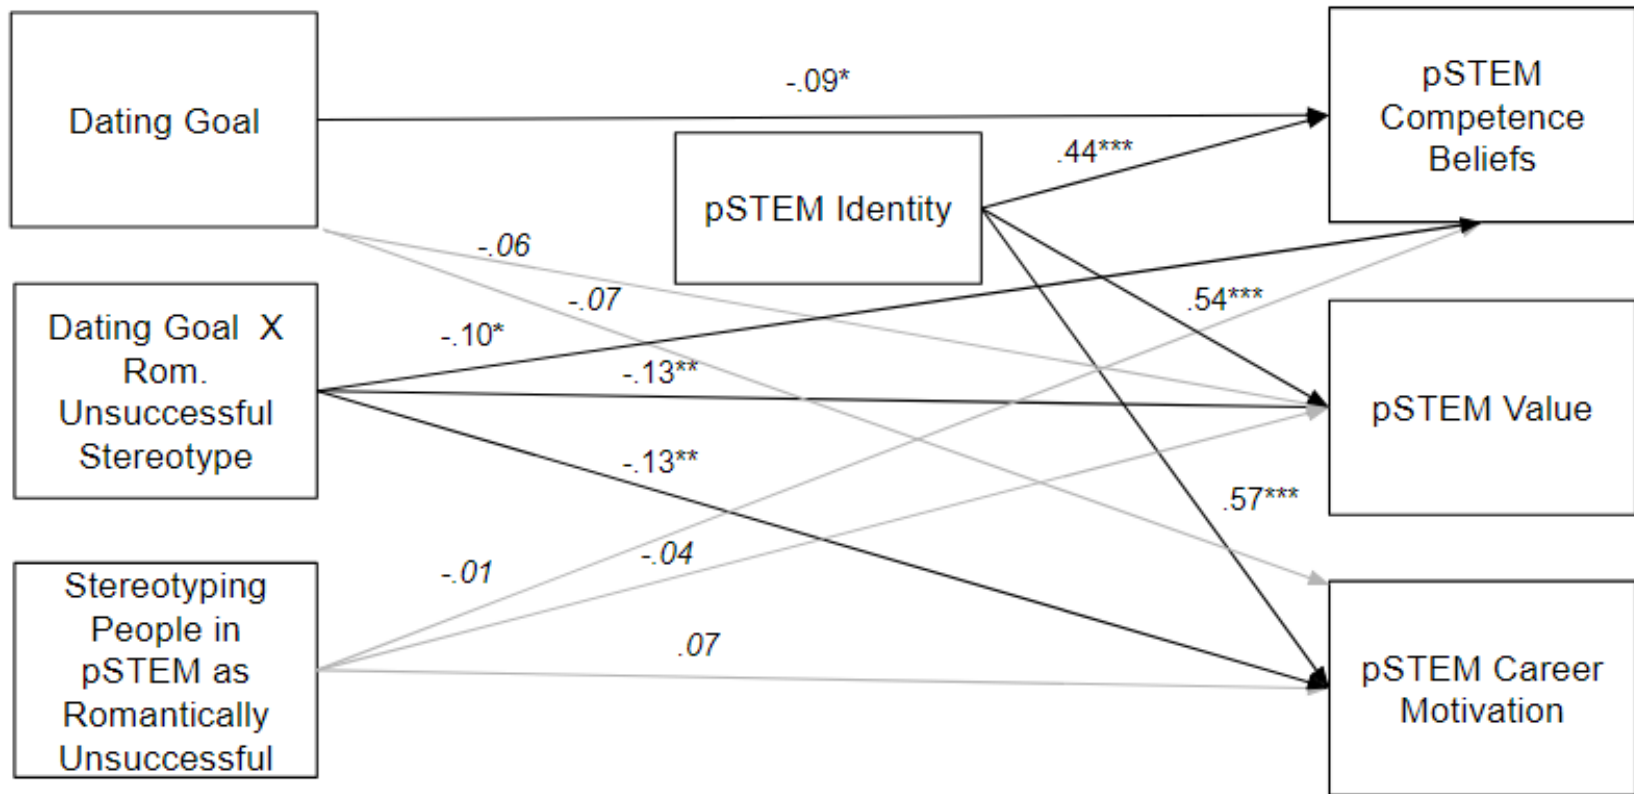 Dating Goal
-.09*
pSTEM
Competence
Beliefs
.44***
pSTEM Identity
-.06
-.07
.54***
Dating Goal X
Rom.
Unsuccessful
Stereotype
-.10*
-.13**
-.13**
pSTEM Value
.57***
Stereotyping
People in
pSTEM as
Romantically
Unsuccessful
-.01
-.04
.07
pSTEM Career
Motivation